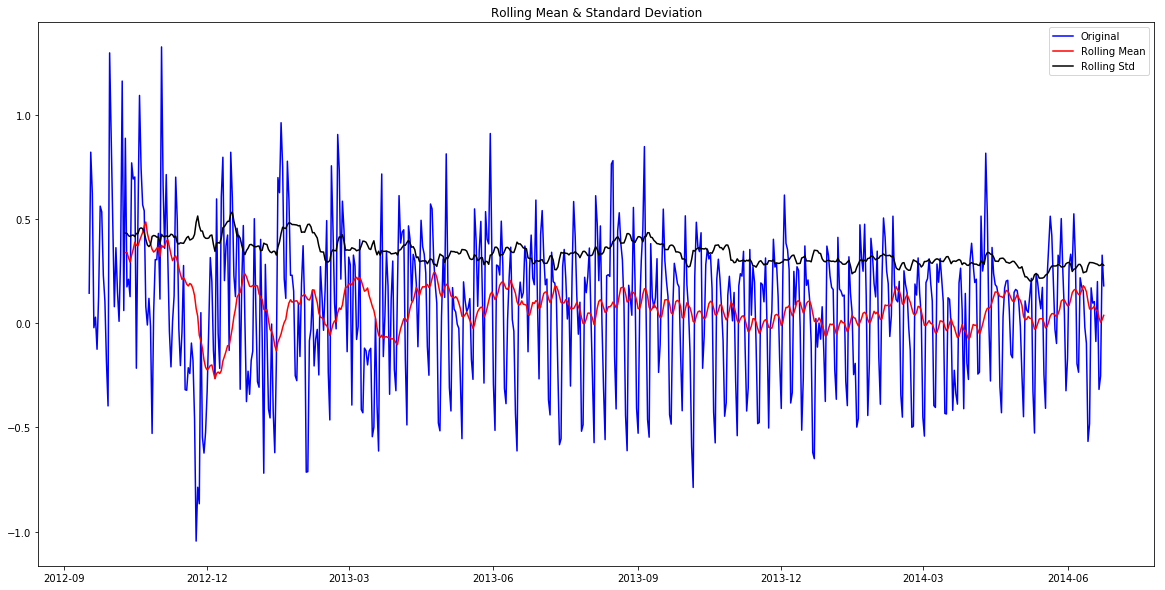 Rolling Mean & Standard Deviation
Original
Rolling Mean
Rolling Std
1.0
0.5
0.0
−0.5
−1.0
2012-09 2012-12 2013-03 2013-06 2013-09 2013-12 2014-03 2014-06